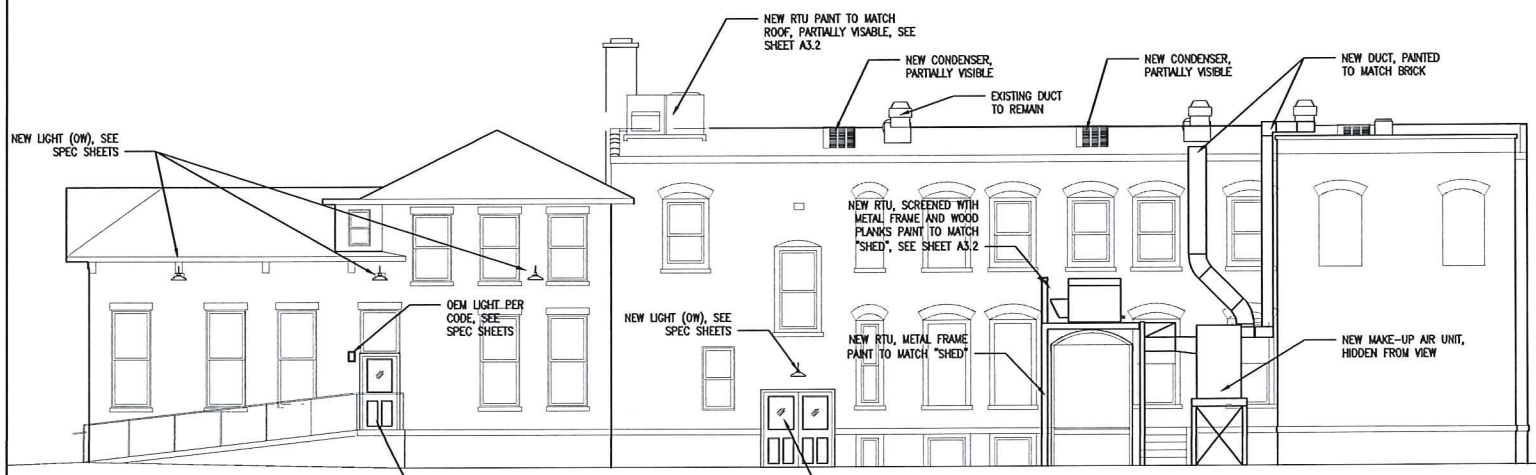 NEW RTU PAINT TO MATCH
ROOF, PARTIALLY VISABLE, SEE
SHEET A3.2
NEW CONDENSER,
PARTIALLY VISIBLE
EXISTING DUCT
TO REMAIN
NEW CONDENSER,
PARTIALLY VISIBLE
NEW DUCT, PAINTED
TO MATCH BRICK
NEW LIGHT (OW), SEE
SPEC SHEETS
NEW RTU, SCREENED WTIH
METAL FRAME AND WOOD
PLANKS PAINT TO MATCH
"SHED", SEE SHEET A3.2
OEM LIGHT PER
CODE, SEE
SPEC SHEETS
NEW LIGHT (OW), SEE
SPEC SHEETS
NEW RTU, METAL FRAME
PAINT TO MATCH "SHED"
NEW MAKE-UP AIR UNIT,
HIDDEN FROM VIEW